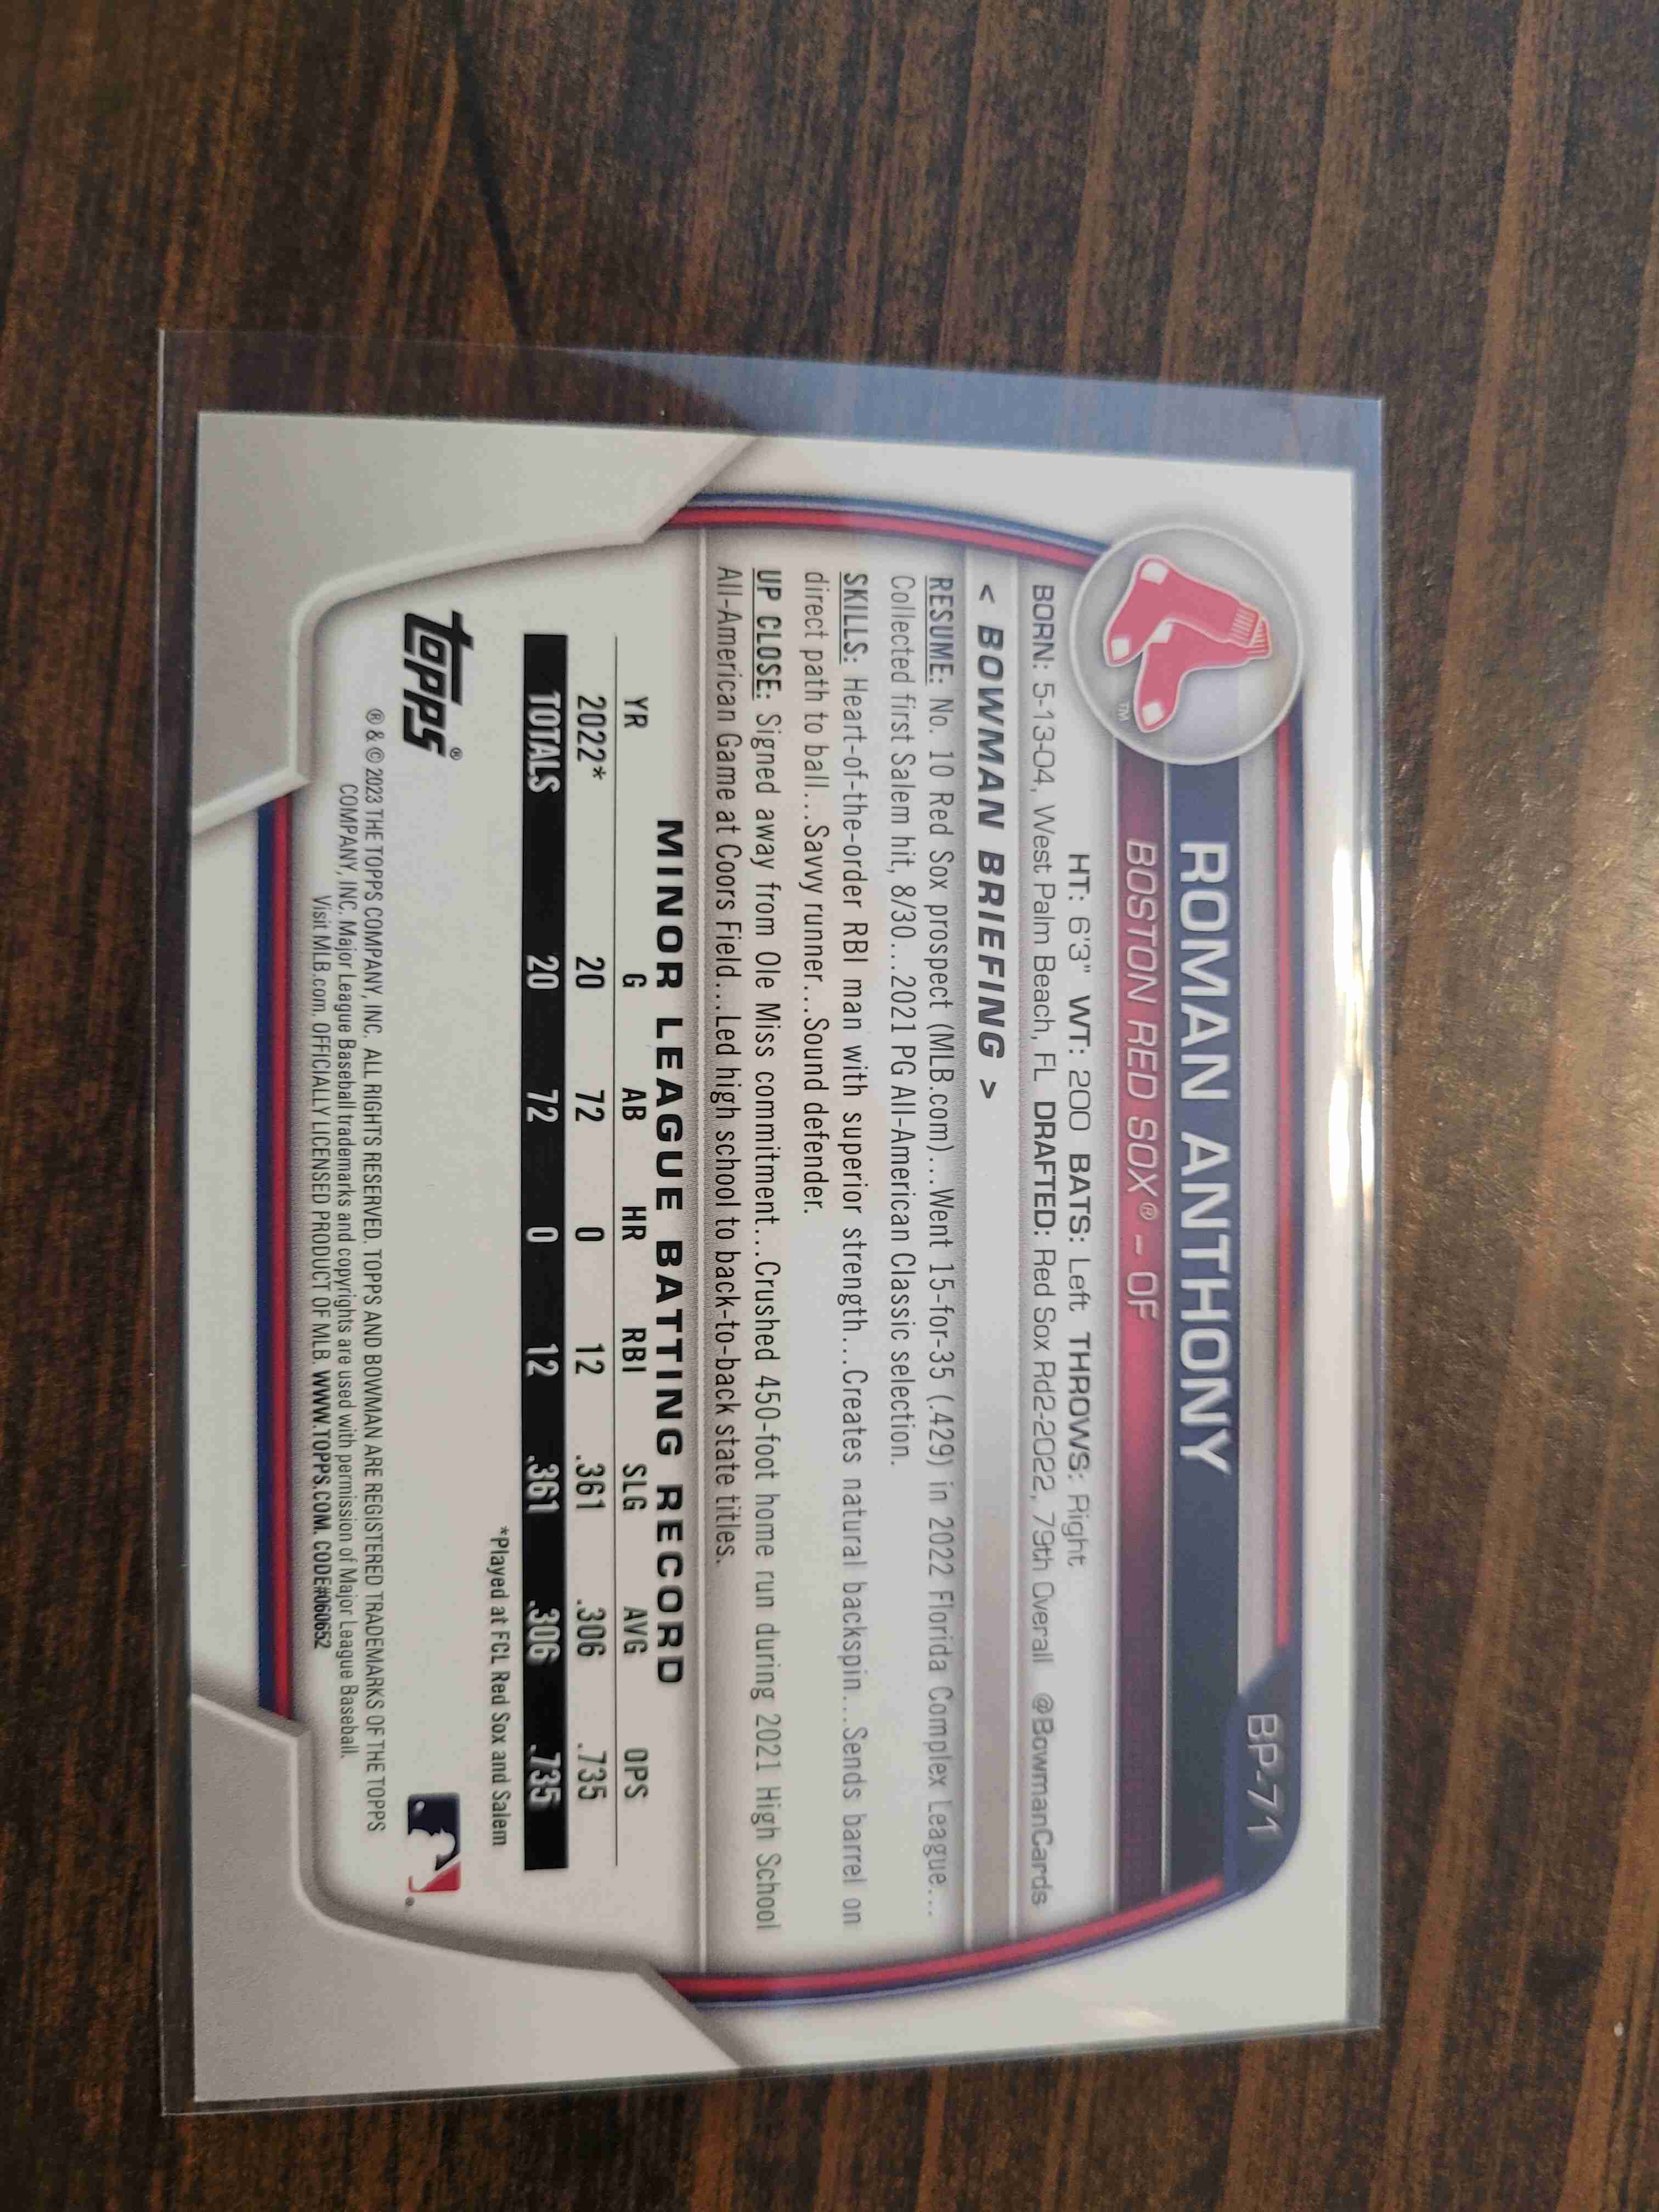 BP-71
ROMAN ANTHONY
BOSTON RED SOX® – OF
HT: 6'3" WT: 200 BATS: Left THROWS: Right
BORN: 5-13-04, West Palm Beach, FL DRAFTED: Red Sox Rd2-2022, 79th Overall @BowmanCards
< BOWMAN BRIEFING >
RESUME: No. 10 Red Sox prospect (MLB.com)...Went 15-for-35 (.429) in 2022 Florida Complex League...
Collected first Salem hit, 8/30...2021 PG All-American Classic selection.
SKILLS: Heart-of-the-order RBI man with superior strength...Creates natural backspin...Sends barrel on
direct path to ball...Savvy runner...Sound defender.
UP CLOSE: Signed away from Ole Miss commitment...Crushed 450-foot home run during 2021 High School
All-American Game at Coors Field...Led high school to back-to-back state titles.
MINOR LEAGUE BATTING RECORD
YR G AB HR RBI SLG AVG OPS
2022* 20 72 0 12 .361 .306 .735
TOTALS 20 72 0 12 .361 .306 .735
*Played at FCL Red Sox and Salem
topps®
® & © 2023 THE TOPPS COMPANY, INC. ALL RIGHTS RESERVED. TOPPS AND BOWMAN ARE REGISTERED TRADEMARKS OF THE TOPPS
COMPANY, INC. Major League Baseball trademarks and copyrights are used with permission of Major League Baseball.
Visit MLB.com. OFFICIALLY LICENSED PRODUCT OF MLB. WWW.TOPPS.COM. CODE#060652